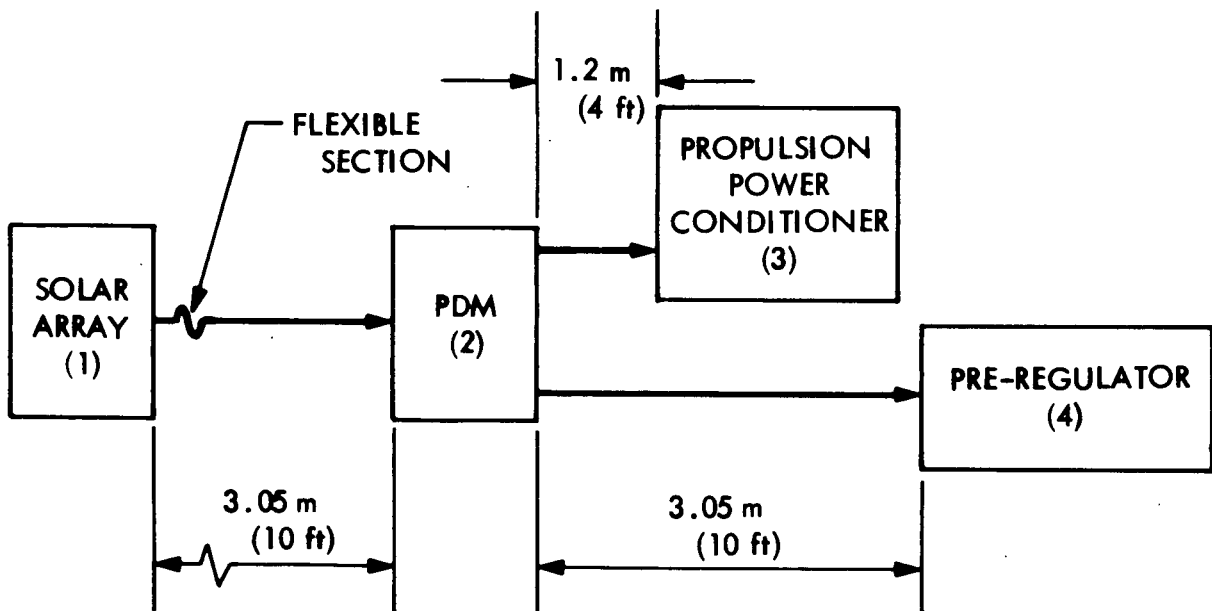 1.2 m
(4 ft)
FLEXIBLE
SECTION
PROPULSION
POWER
CONDITIONER
(3)
SOLAR
ARRAY
(1)
PDM
(2)
PRE-REGULATOR
(4)
3.05 m
(10 ft)
3.05 m
(10 ft)